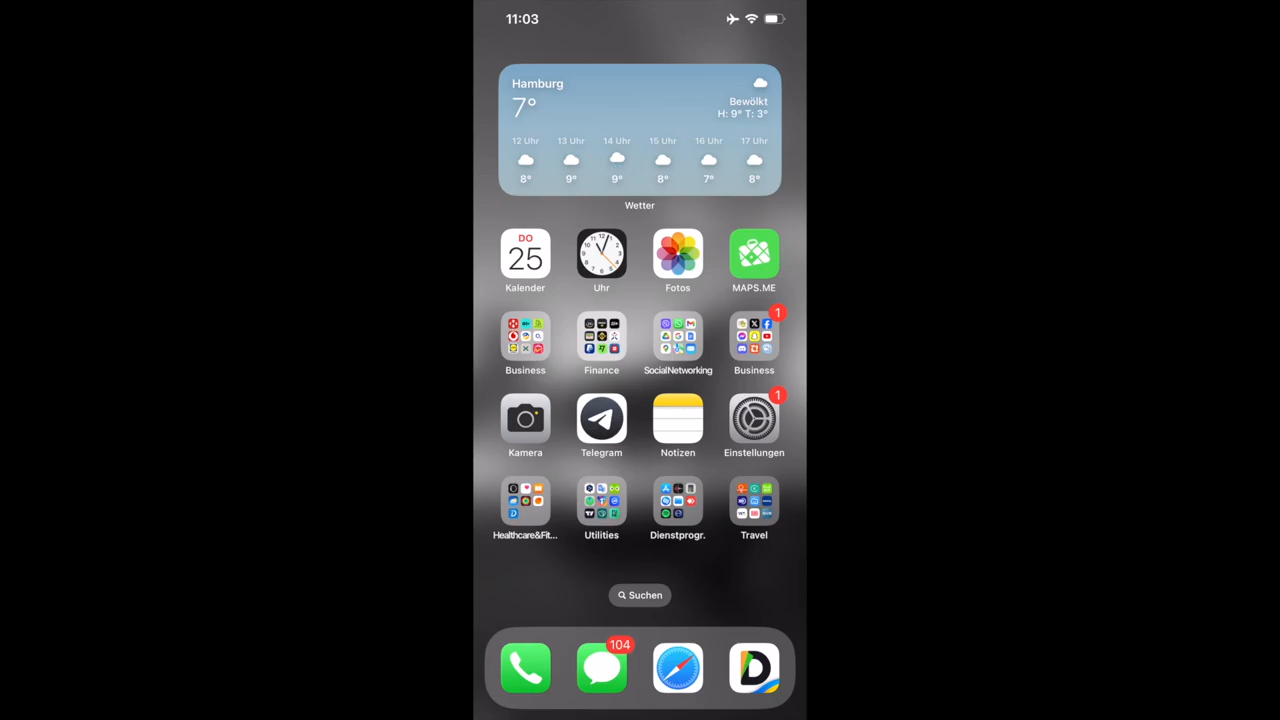 11:03
Hamburg
7°
Bewölkt
H: 9° T: 3°
12 Uhr 13 Uhr 14 Uhr 15 Uhr 16 Uhr 17 Uhr
8° 9° 9° 8° 7° 8°
Wetter
DO
25
Kalender Uhr Fotos MAPS.ME
1
Business Finance SocialNetworking Business
1
Kamera Telegram Notizen Einstellungen
Healthcare&Fit... Utilities Dienstprogr. Travel
Suchen
104